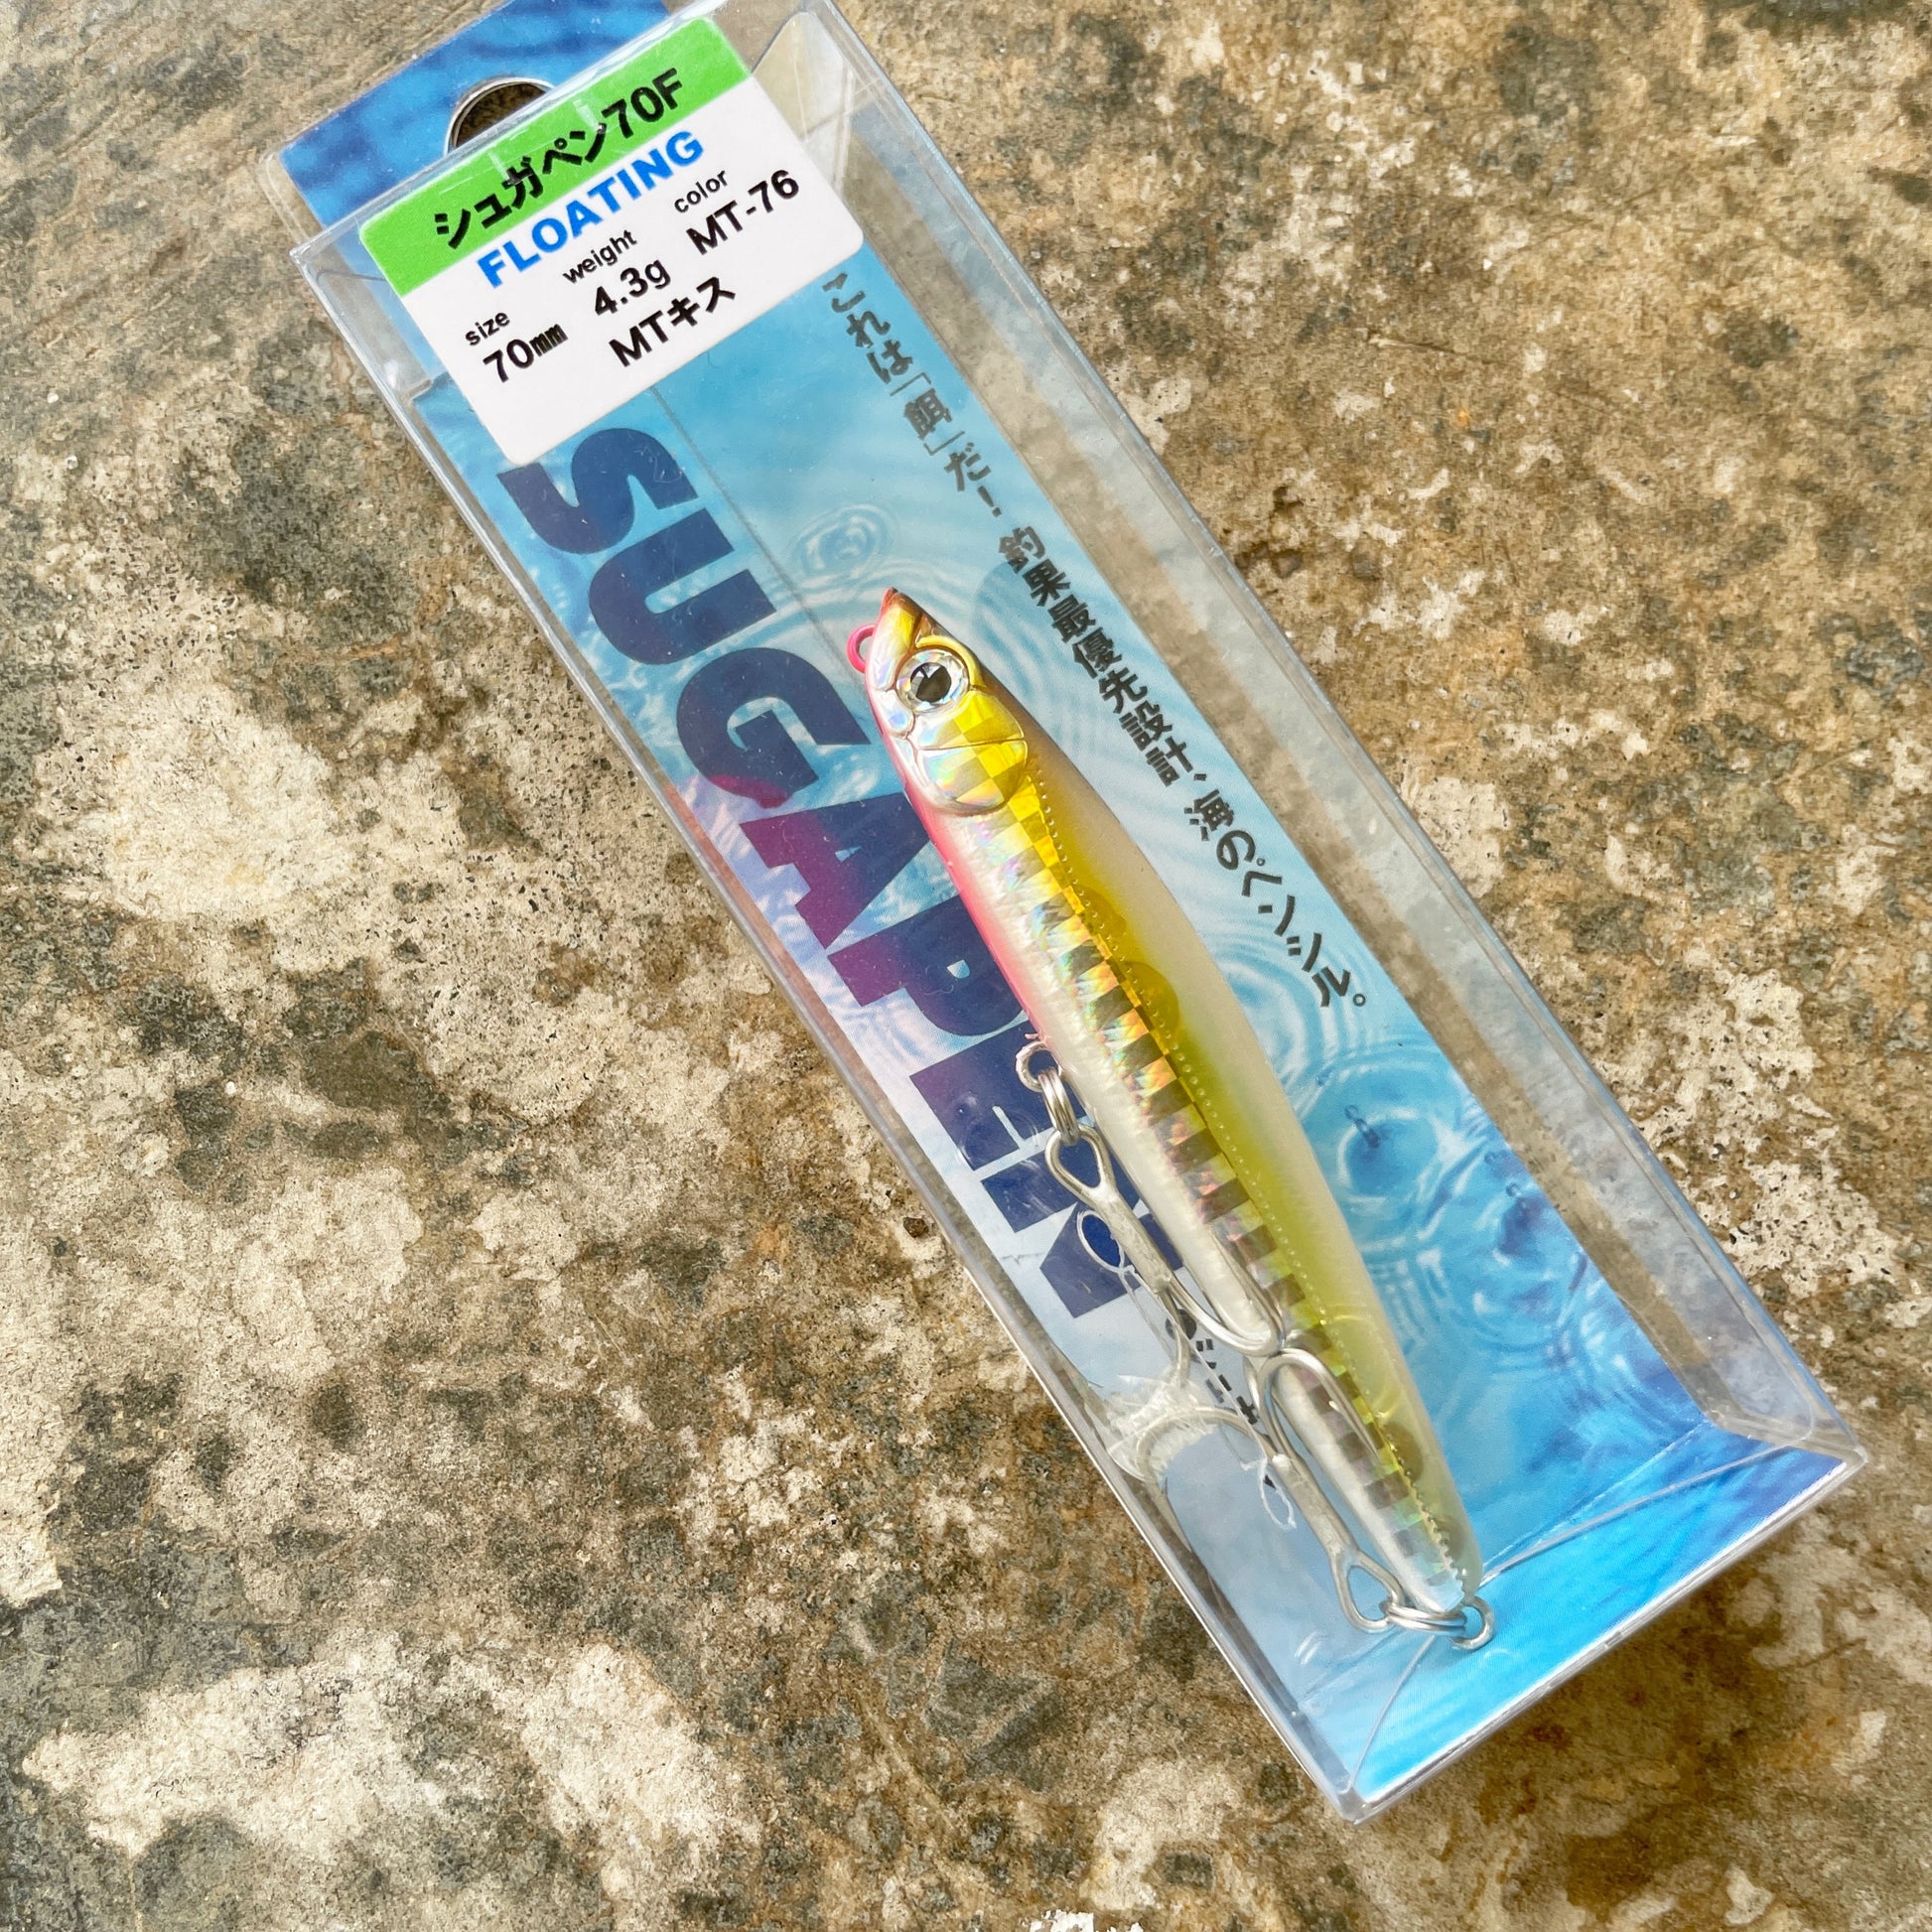 シュガペン70F
FLOATING
size
weight
color
70㎜
4.3g
MT-76
MTキス
これは「餌」だ！釣果最優先設計、海のペンシル。
SUGAPEN